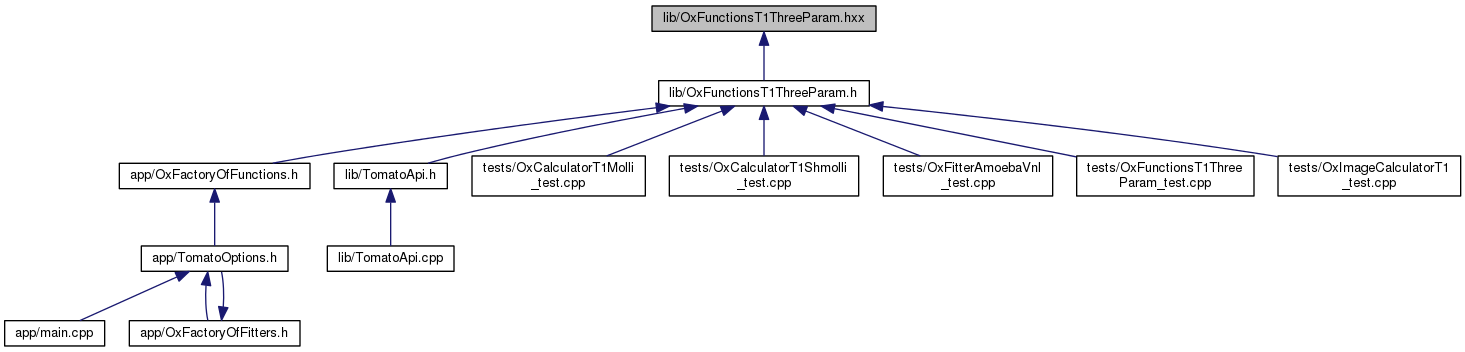 lib/OxFunctionsT1ThreeParam.hxx
lib/OxFunctionsT1ThreeParam.h
app/OxFactoryOfFunctions.h
lib/TomatoApi.h
tests/OxCalculatorT1Molli
_test.cpp
tests/OxCalculatorT1Shmolli
_test.cpp
tests/OxFitterAmoebaVnl
_test.cpp
tests/OxFunctionsT1Three
Param_test.cpp
tests/OxImageCalculatorT1
_test.cpp
app/TomatoOptions.h
lib/TomatoApi.cpp
app/main.cpp
app/OxFactoryOfFitters.h